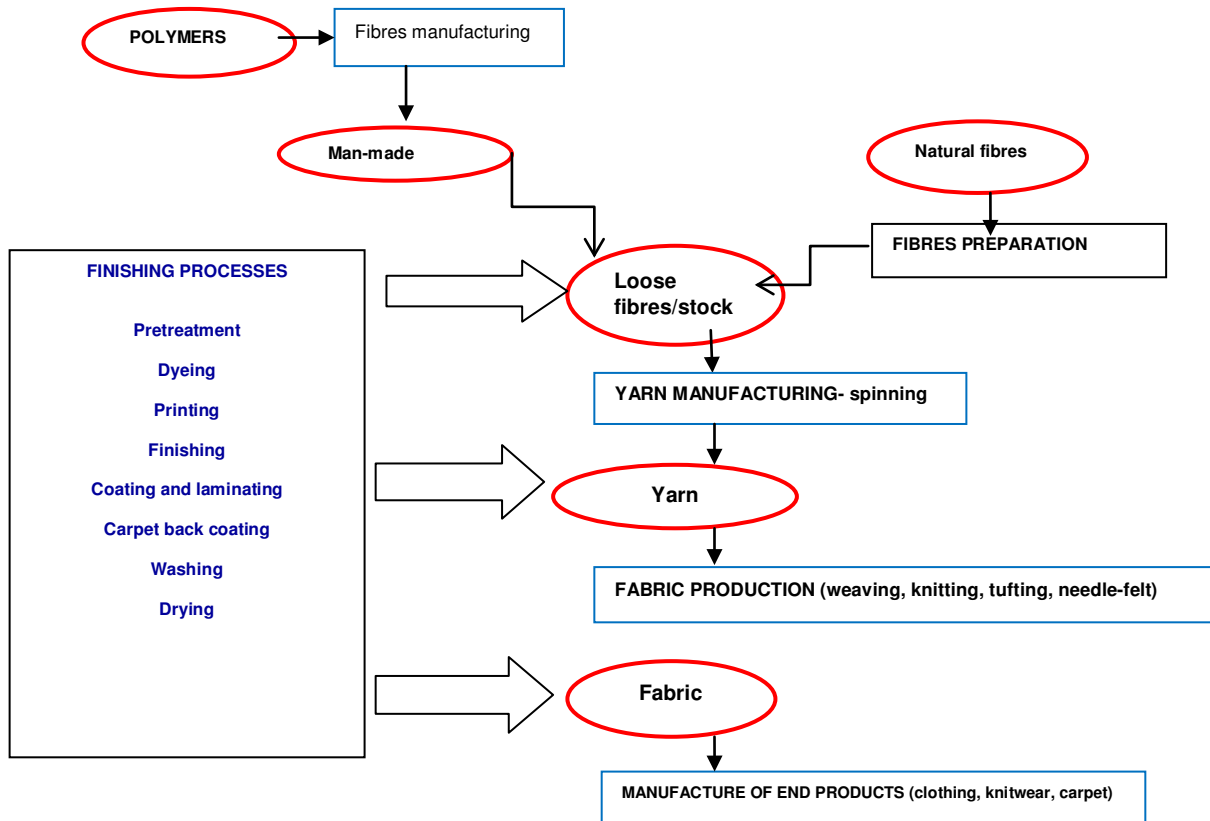 POLYMERS
Fibres manufacturing
Man-made
Natural fibres
FIBRES PREPARATION
FINISHING PROCESSES
Pretreatment
Dyeing
Printing
Finishing
Coating and laminating
Carpet back coating
Washing
Drying
Loose
fibres/stock
YARN MANUFACTURING- spinning
Yarn
FABRIC PRODUCTION (weaving, knitting, tufting, needle-felt)
Fabric
MANUFACTURE OF END PRODUCTS (clothing, knitwear, carpet)